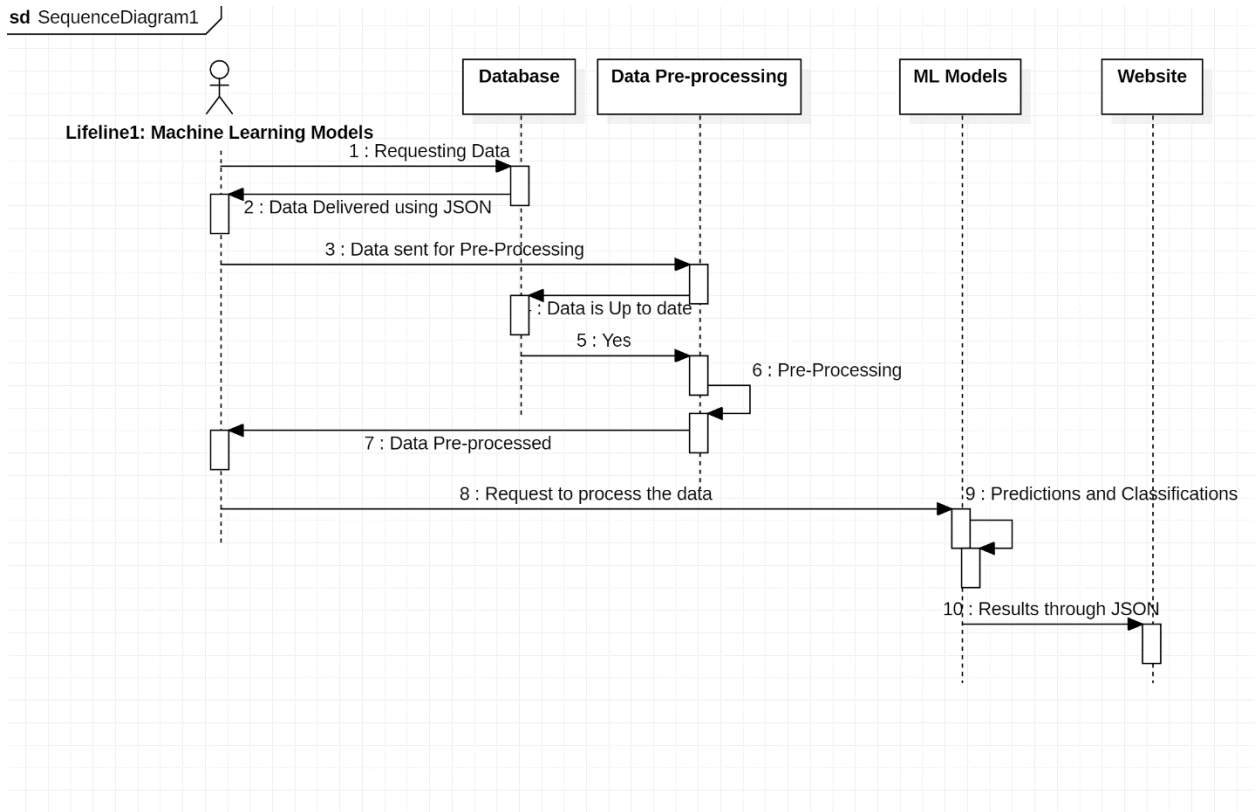 sd SequenceDiagram1
Database
Data Pre-processing
ML Models
Website
Lifeline1: Machine Learning Models
1 : Requesting Data
2 : Data Delivered using JSON
3 : Data sent for Pre-Processing
: Data is Up to date
5 : Yes
6 : Pre-Processing
7 : Data Pre-processed
8 : Request to process the data
9 : Predictions and Classifications
10 : Results through JSON